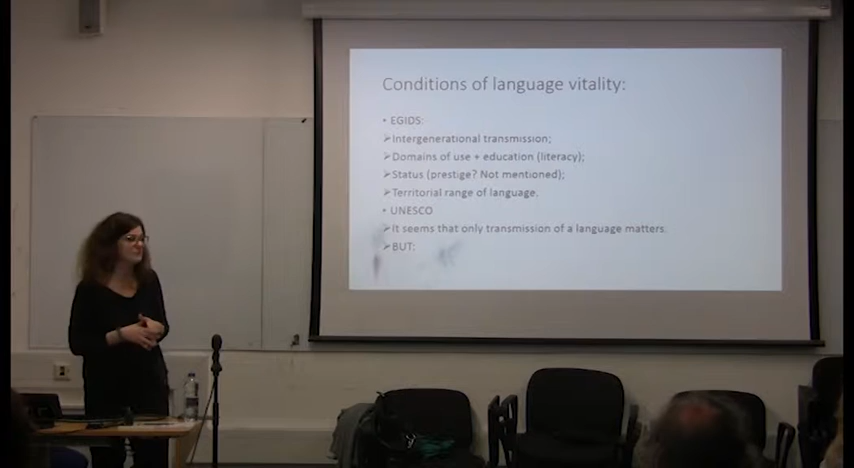 Conditions of language vitality:
• EGIDS:
➤Intergenerational transmission;
➤Domains of use + education (literacy);
➤Status (prestige? Not mentioned);
➤Territorial range of language.
• UNESCO
➤It seems that only transmission of a language matters.
➤BUT: